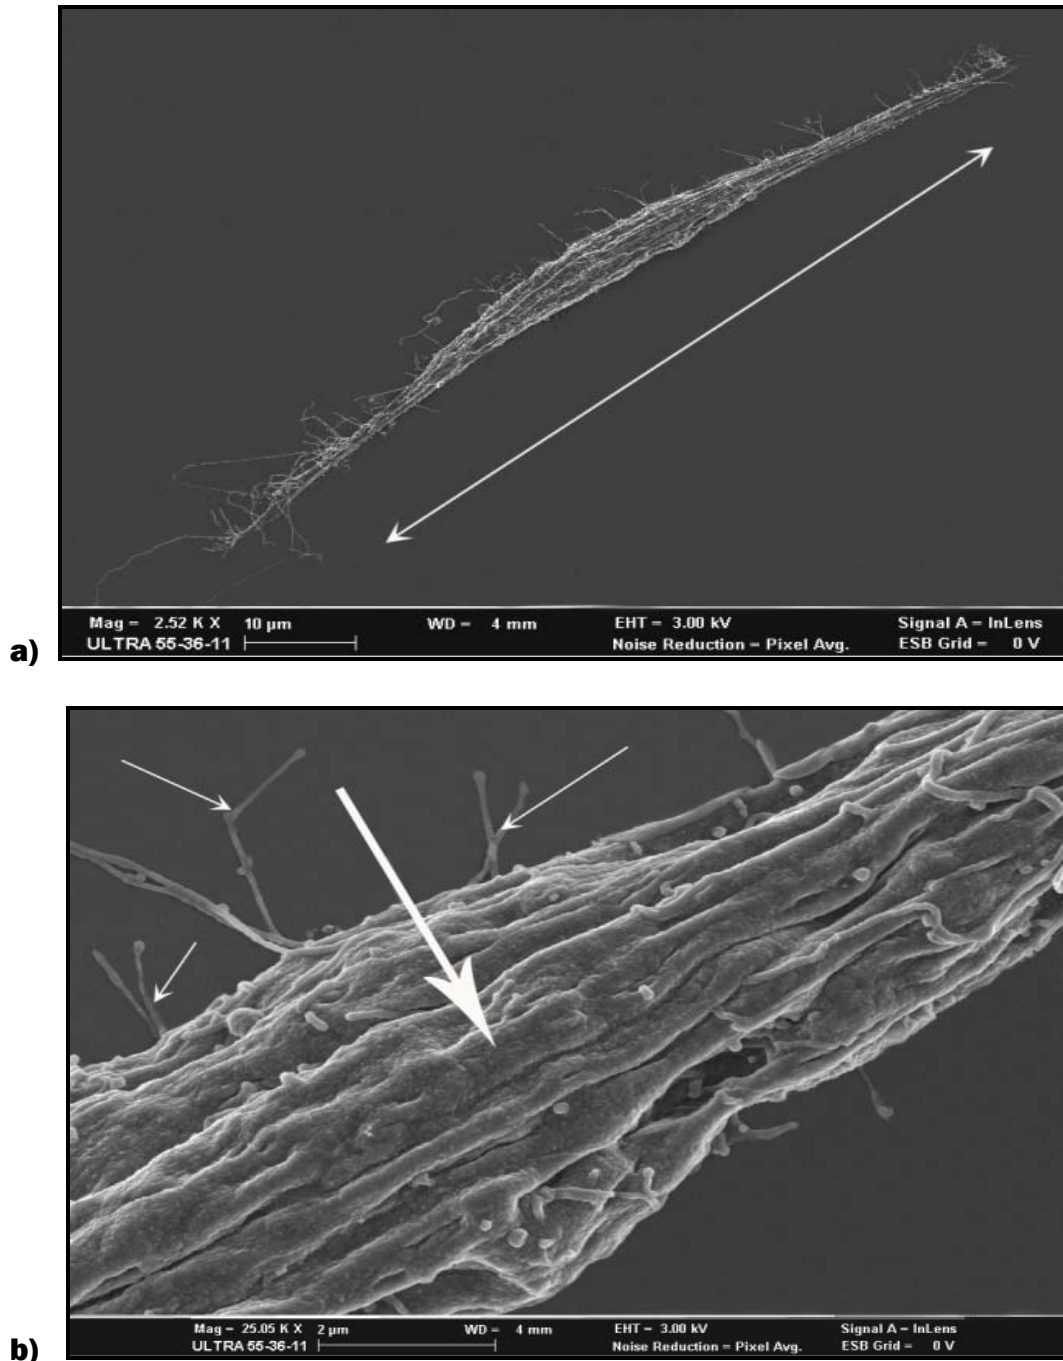 Mag = 2.52 K X 10 µm WD = 4 mm EHT = 3.00 kV Signal A = InLens
ULTRA 55-36-11 Noise Reduction = Pixel Avg. ESB Grid = 0 V
a)
Mag = 25.05 K X 2 µm WD = 4 mm EHT = 3.00 kV Signal A = InLens
ULTRA 55-36-11 Noise Reduction = Pixel Avg. ESB Grid = 0 V
b)